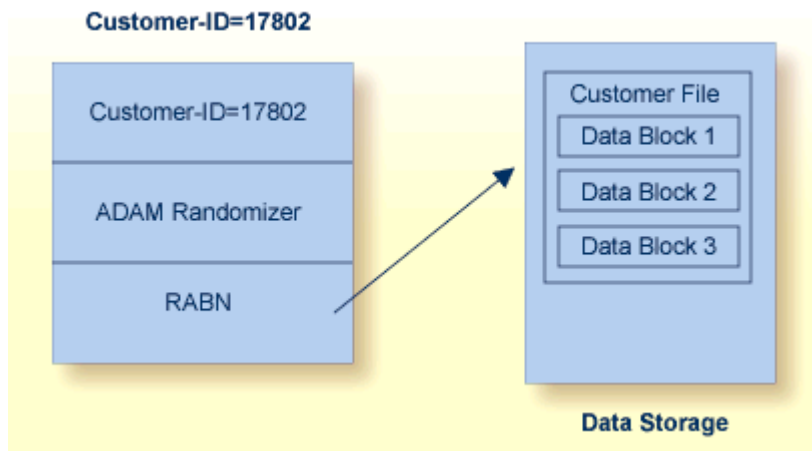 Customer-ID=17802
Customer-ID=17802
ADAM Randomizer
RABN
Customer File
Data Block 1
Data Block 2
Data Block 3
Data Storage